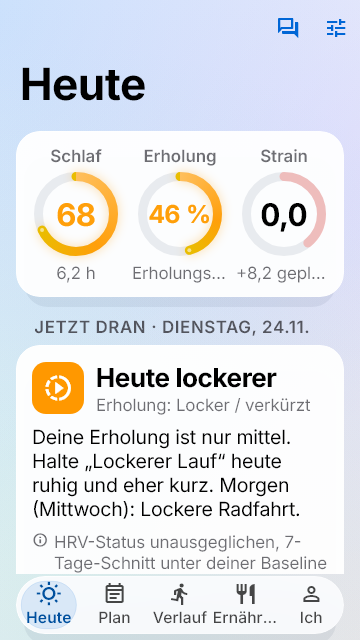 Heute
Schlaf
Erholung
Strain
68
46 %
0,0
6,2 h
Erholungs...
+8,2 gepl...
JETZT DRAN · DIENSTAG, 24.11.
Heute lockerer
Erholung: Locker / verkürzt
Deine Erholung ist nur mittel.
Halte „Lockerer Lauf“ heute
ruhig und eher kurz. Morgen
(Mittwoch): Lockere Radfahrt.
HRV-Status unausgeglichen, 7-
Tage-Schnitt unter deiner Baseline
Heute
Plan
Verlauf
Ernähr...
Ich